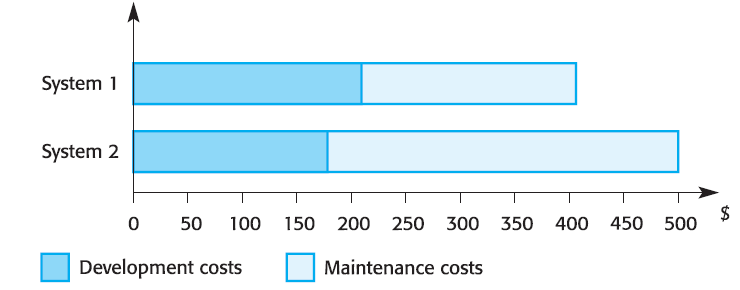 System 1
System 2
0 50 100 150 200 250 300 350 400 450 500 $
Development costs Maintenance costs